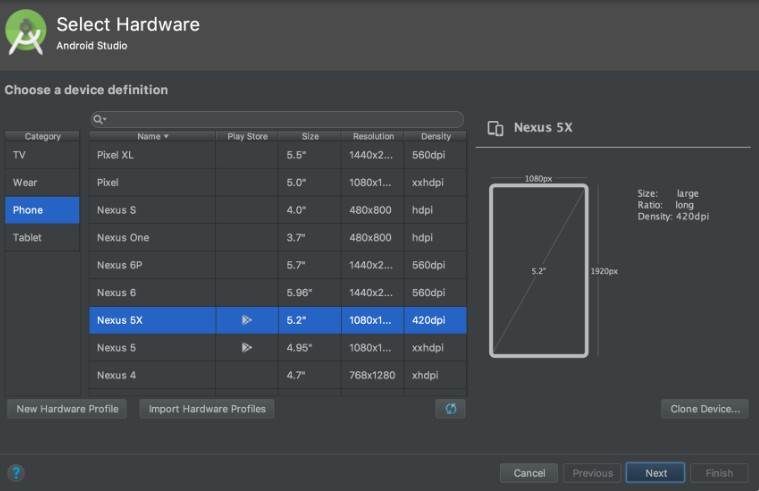 Select Hardware
Android Studio
Choose a device definition
Category
TV
Wear
Phone
Tablet
Name Play Store Size Resolution Density
Pixel XL 5.5" 1440x2... 560dpi
Pixel 5.0" 1080x1... xxhdpi
Nexus S 4.0" 480x800 hdpi
Nexus One 3.7" 480x800 hdpi
Nexus 6P 5.7" 1440x2... 560dpi
Nexus 6 5.96" 1440x2... 560dpi
Nexus 5X 5.2" 1080x1... 420dpi
Nexus 5 4.95" 1080x1... xxhdpi
Nexus 4 4.7" 768x1280 xhdpi
New Hardware Profile Import Hardware Profiles
Nexus 5X
1080px
5.2"
1920px
Size: large
Ratio: long
Density: 420dpi
Clone Device...
? Cancel Previous Next Finish